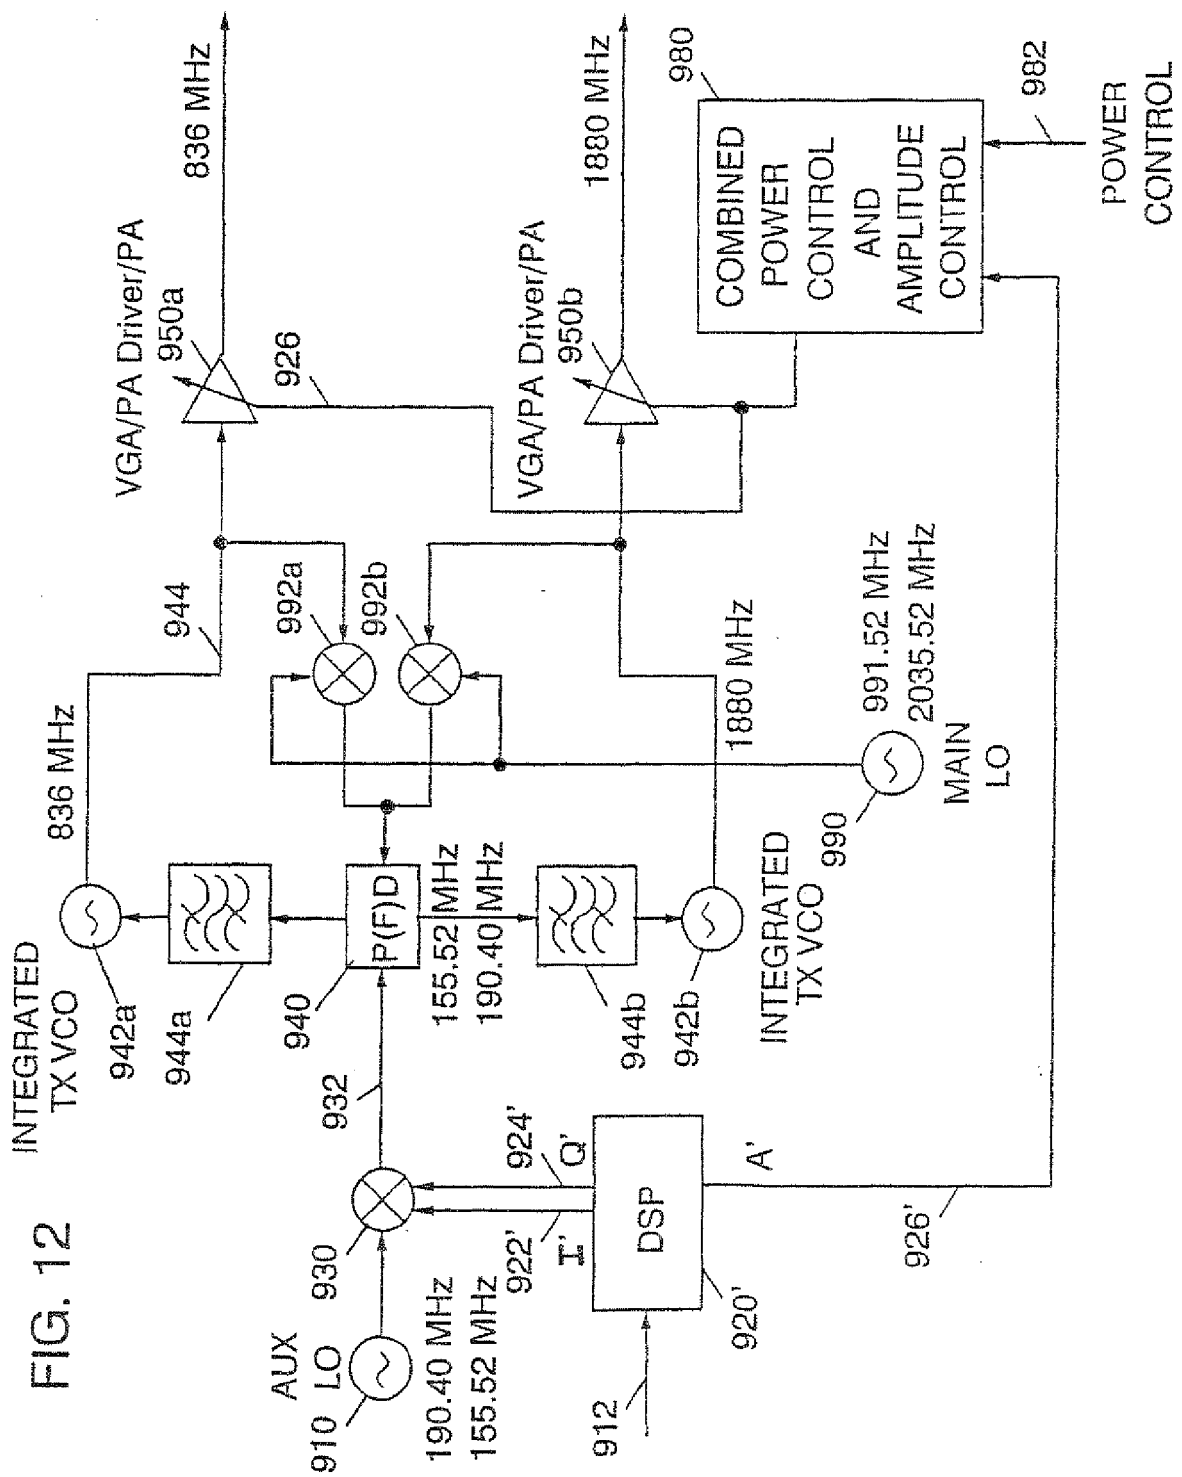 FIG. 12
INTEGRATED
TX VCO
942a
944a
836 MHz
944
VGA/PA Driver/PA
950a
836 MHz
926
992a
992b
940
P(F)D
155.52 MHz
190.40 MHz
932
930
AUX
LO
910
190.40 MHz
155.52 MHz
922'
I'
924'
Q'
DSP
920'
912
A'
926'
944b
942b
INTEGRATED
TX VCO
1880 MHz
990
MAIN
LO
991.52 MHz
2035.52 MHz
VGA/PA Driver/PA
950b
1880 MHz
980
COMBINED
POWER
CONTROL
AND
AMPLITUDE
CONTROL
982
POWER
CONTROL